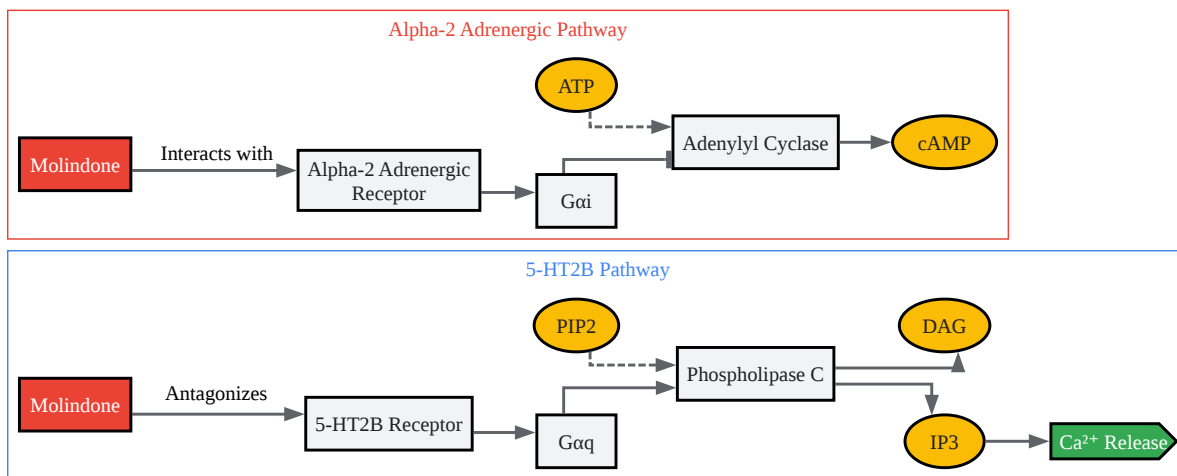 Alpha-2 Adrenergic Pathway
ATP
Molindone
Interacts with
Alpha-2 Adrenergic
Receptor
Gαi
Adenylyl Cyclase
cAMP
5-HT2B Pathway
PIP2
DAG
Molindone
Antagonizes
5-HT2B Receptor
Gαq
Phospholipase C
IP3
Ca²⁺ Release